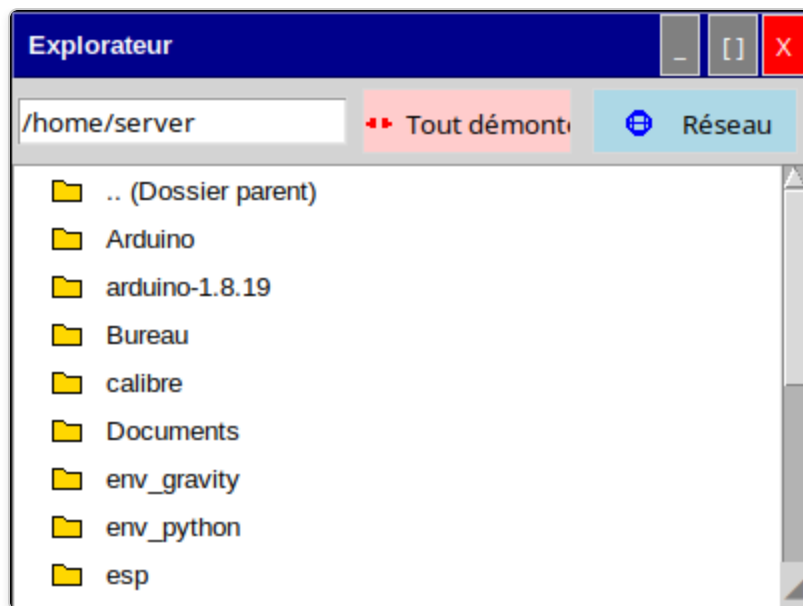 Explorateur _ [] X
/home/server Tout démont Réseau
.. (Dossier parent)
Arduino
arduino-1.8.19
Bureau
calibre
Documents
env_gravity
env_python
esp